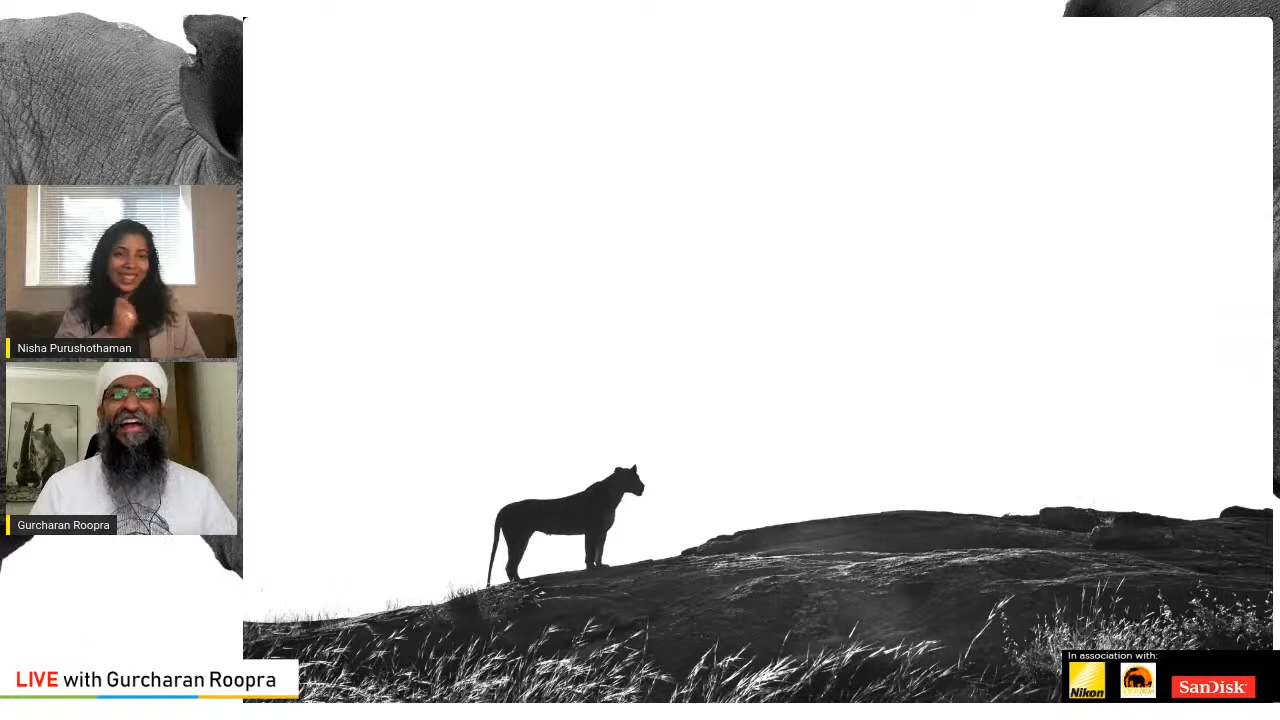 Nisha Purushothaman
Gurcharan Roopra
LIVE with Gurcharan Roopra
In association with:
Nikon
SanDisk